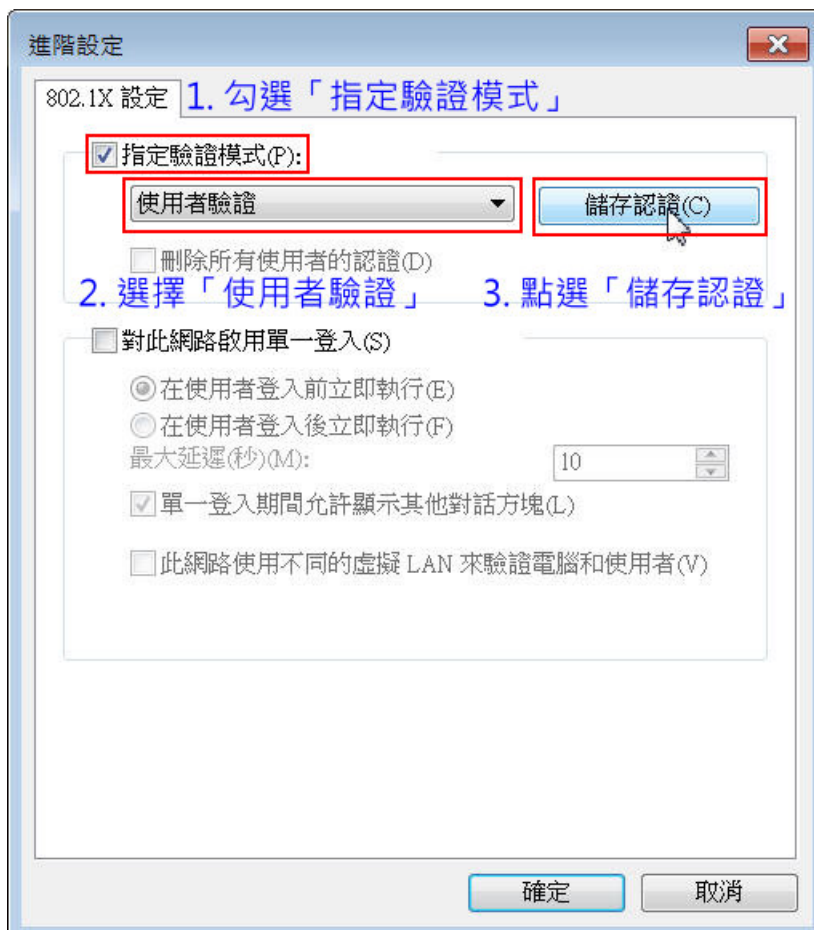 進階設定
802.1X 設定 1. 勾選「指定驗證模式」
指定驗證模式(P):
使用者驗證 儲存認證(C)
刪除所有使用者的認證(D)
2. 選擇「使用者驗證」 3. 點選「儲存認證」
對此網路啟用單一登入(S)
在使用者登入前立即執行(E)
在使用者登入後立即執行(F)
最大延遲(秒)(M): 10
單一登入期間允許顯示其他對話方塊(L)
此網路使用不同的虛擬 LAN 來驗證電腦和使用者(V)
確定 取消